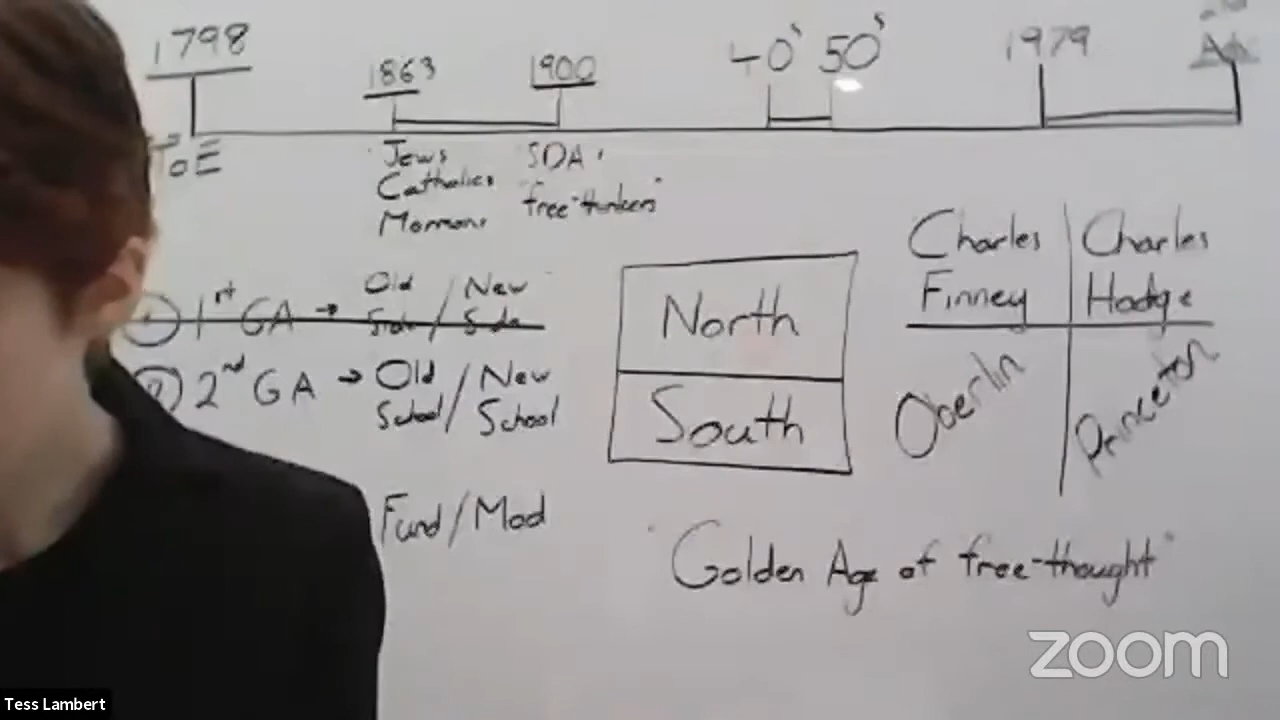 1798
1863
1900
40's
50's
1979
ToE
Jews
Catholics
Mormons
SDA
"free-thinkers"
① 1st GA → Old Side / New Side
② 2nd GA → Old School / New School
Fund / Mod
North
South
Charles Finney
Charles Hodge
Oberlin
Princeton
"Golden Age of free-thought"
zoom
Tess Lambert